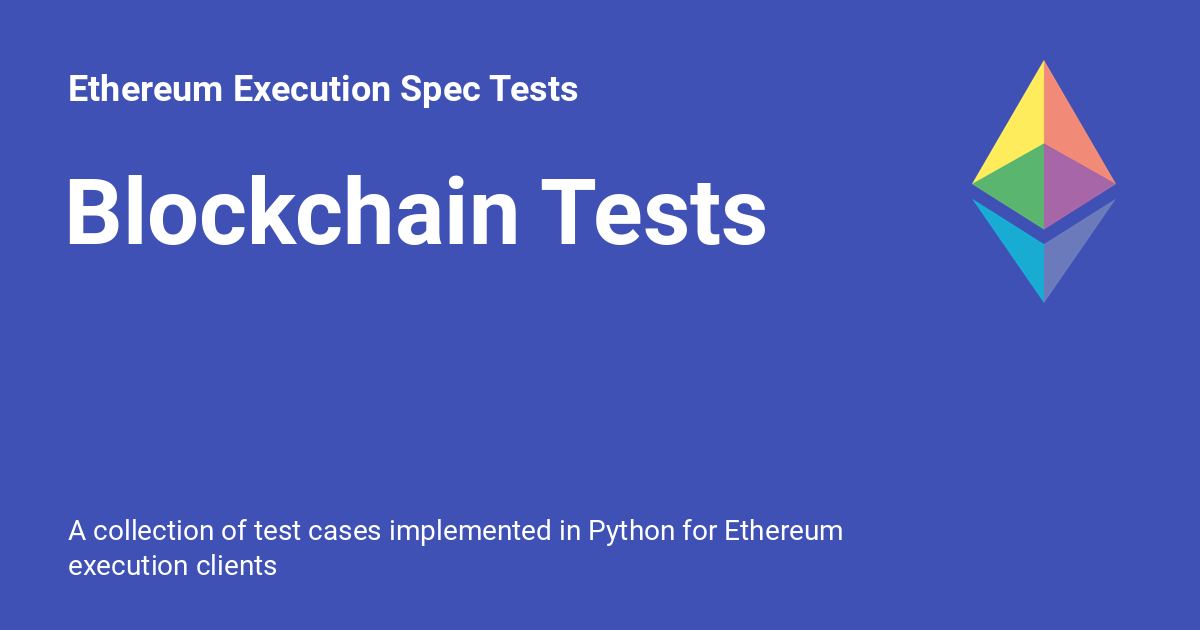 Ethereum Execution Spec Tests
Blockchain Tests
A collection of test cases implemented in Python for Ethereum
execution clients